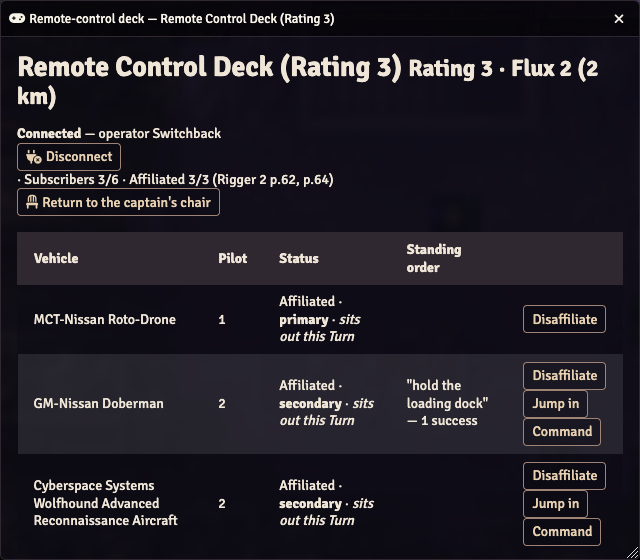 Remote-control deck — Remote Control Deck (Rating 3)
Remote Control Deck (Rating 3) Rating 3 · Flux 2 (2
km)
Connected — operator Switchback
Disconnect
· Subscribers 3/6 · Affiliated 3/3 (Rigger 2 p.62, p.64)
Return to the captain's chair
Vehicle Pilot Status Standing
order
MCT-Nissan Roto-Drone 1 Affiliated ·
primary · sits
out this Turn
Disaffiliate
GM-Nissan Doberman 2 Affiliated ·
secondary · sits
out this Turn
"hold the
loading dock"
— 1 success
Disaffiliate
Jump in
Command
Cyberspace Systems
Wolfhound Advanced
Reconnaissance Aircraft
2
Affiliated ·
secondary · sits
out this Turn
Disaffiliate
Jump in
Command